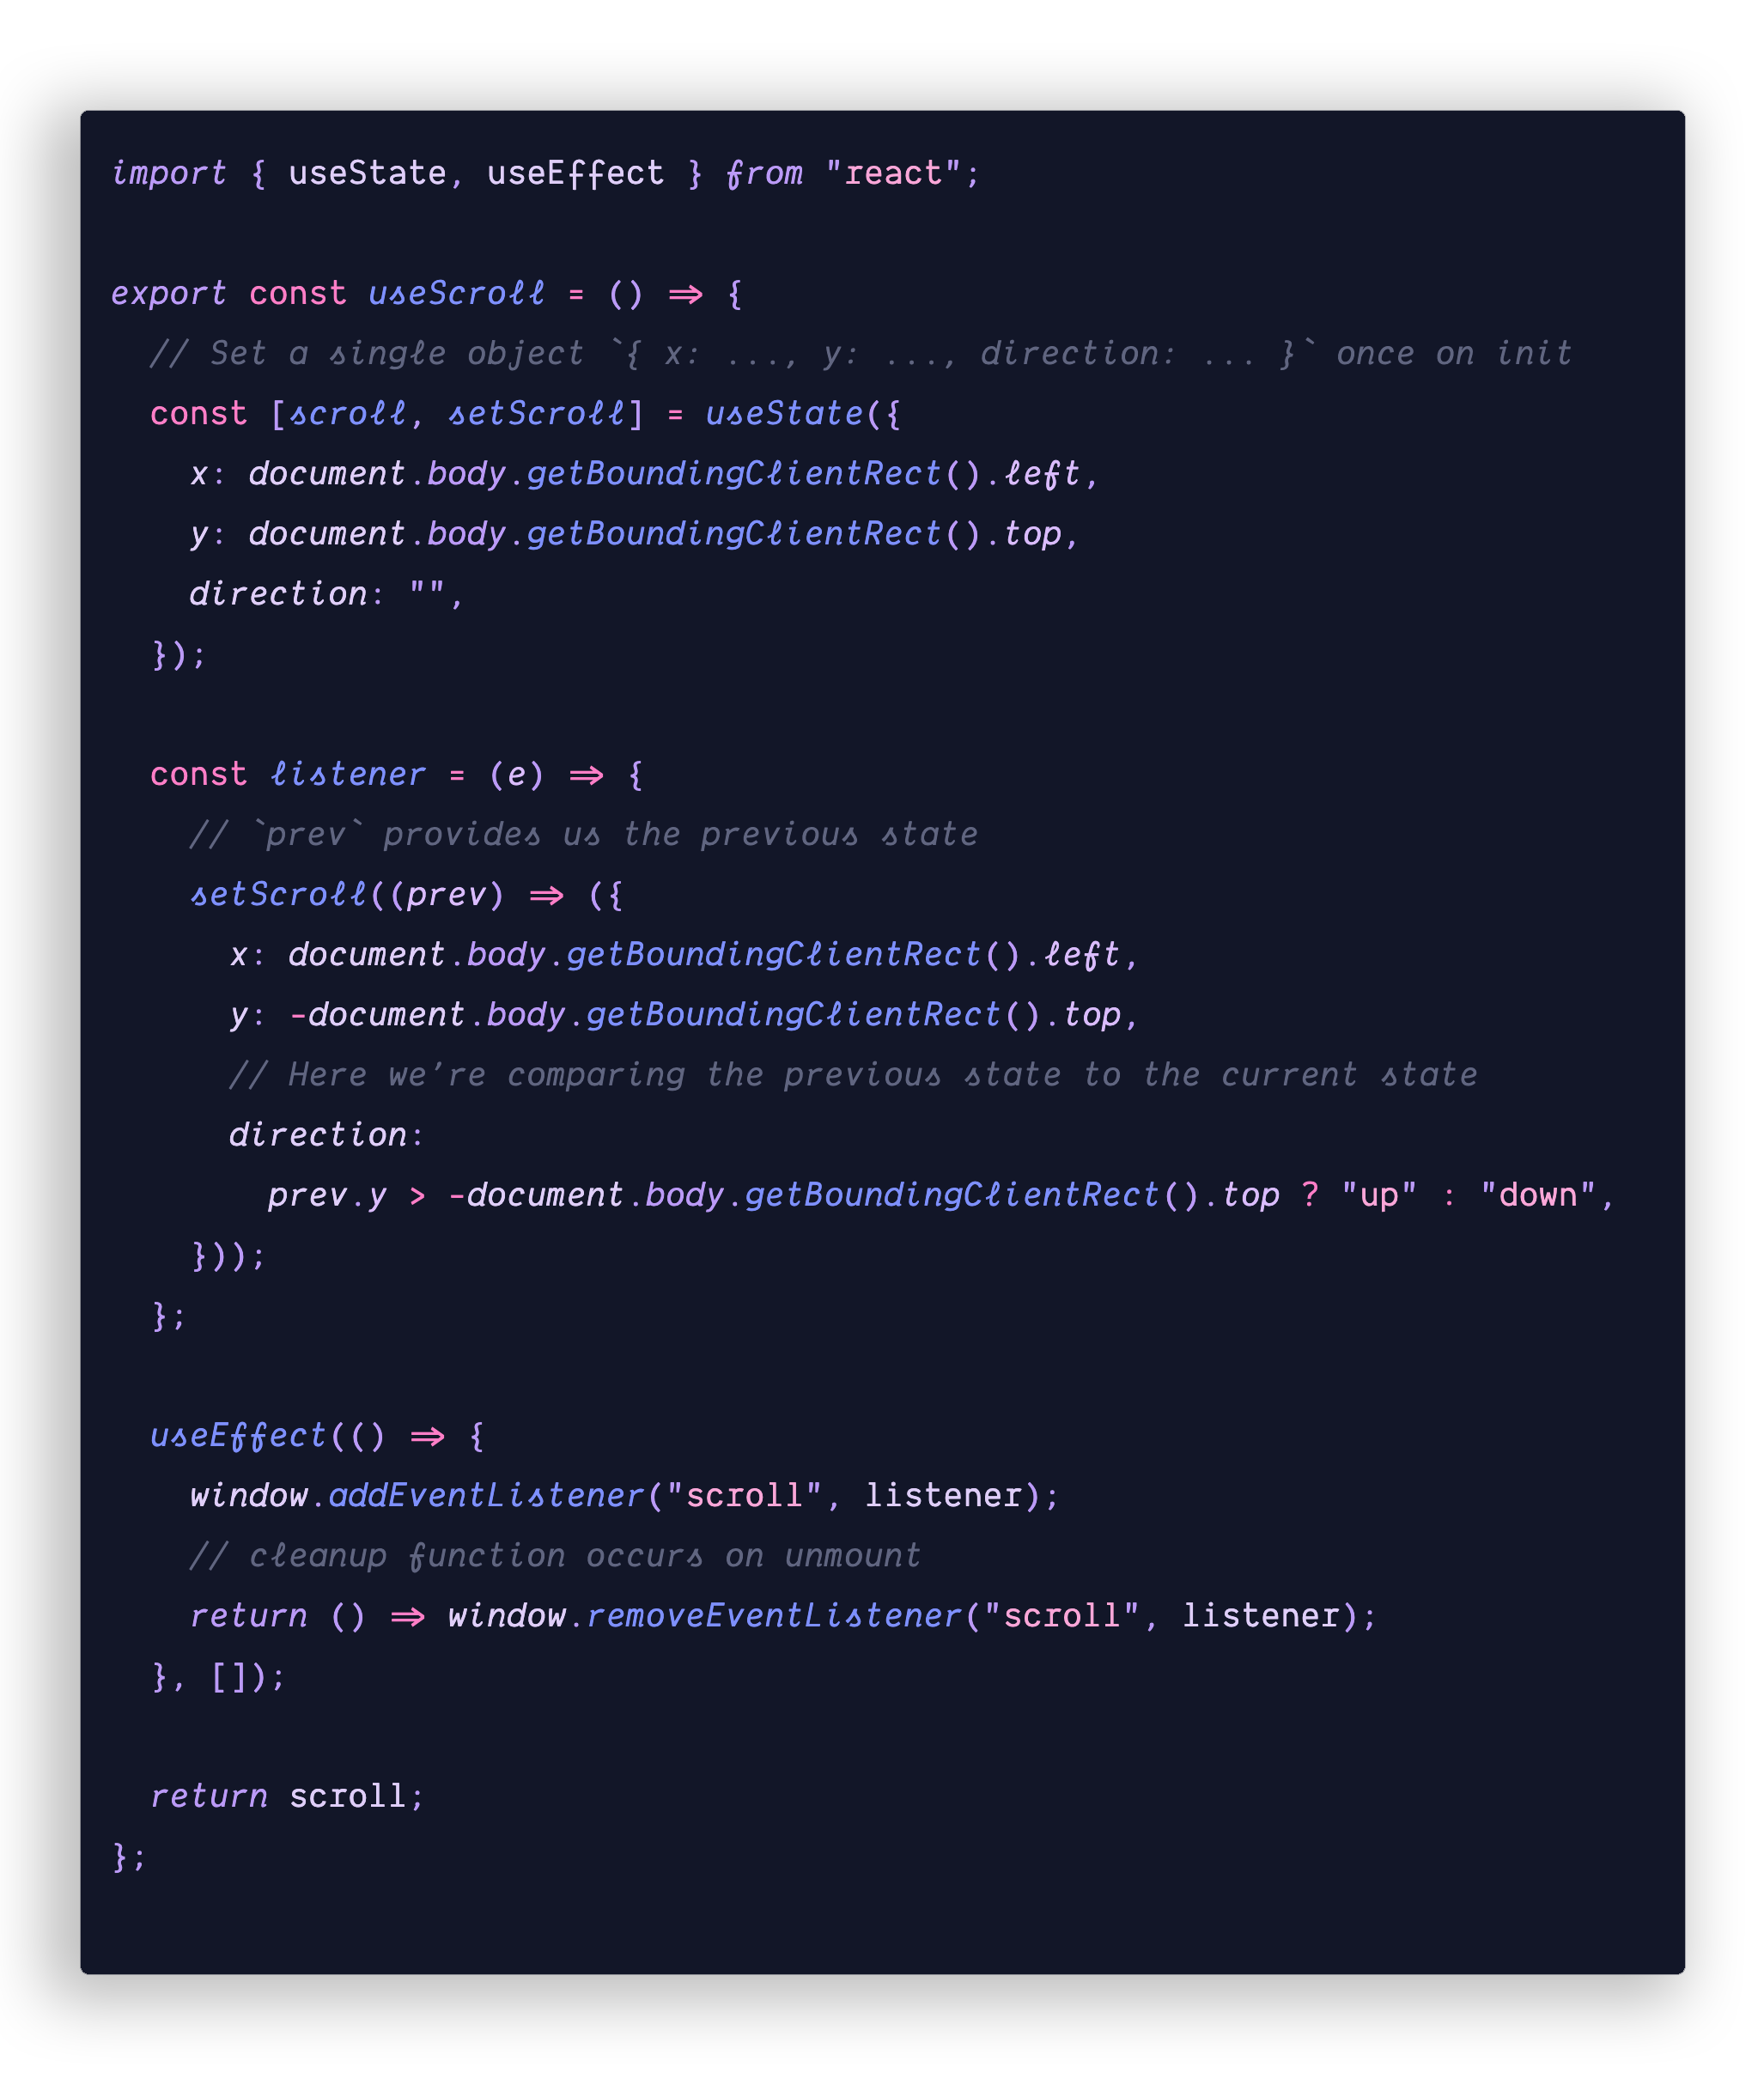 import { useState, useEffect } from "react";

export const useScroll = () => {
  // Set a single object `{ x: ..., y: ..., direction: ... }` once on init
  const [scroll, setScroll] = useState({
    x: document.body.getBoundingClientRect().left,
    y: document.body.getBoundingClientRect().top,
    direction: "",
  });

  const listener = (e) => {
    // `prev` provides us the previous state
    setScroll((prev) => ({
      x: document.body.getBoundingClientRect().left,
      y: -document.body.getBoundingClientRect().top,
      // Here we’re comparing the previous state to the current state
      direction:
        prev.y > -document.body.getBoundingClientRect().top ? "up" : "down",
    }));
  };

  useEffect(() => {
    window.addEventListener("scroll", listener);
    // cleanup function occurs on unmount
    return () => window.removeEventListener("scroll", listener);
  }, []);

  return scroll;
};